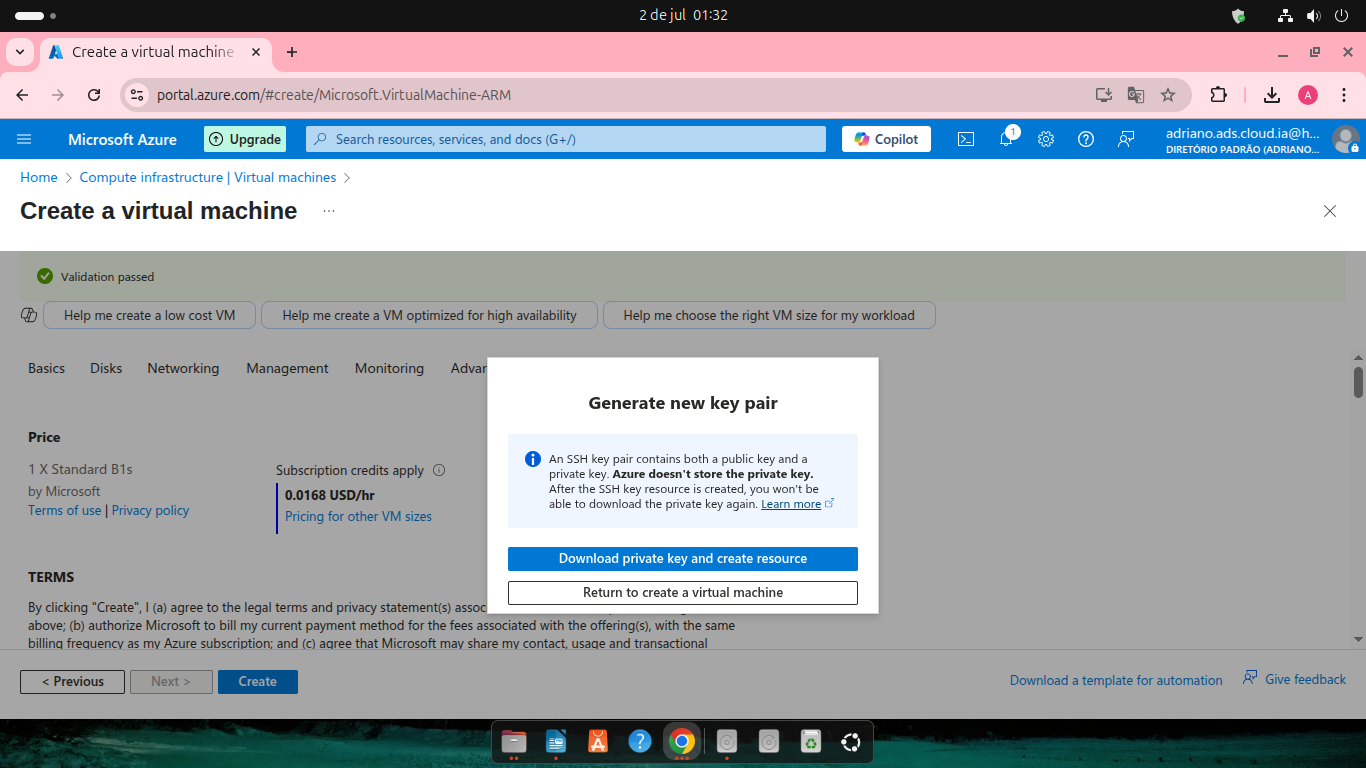 2 de jul 01:32
Create a virtual machine
portal.azure.com/#create/Microsoft.VirtualMachine-ARM
A
Microsoft Azure
Upgrade
Search resources, services, and docs (G+/)
Copilot
1
adriano.ads.cloud.ia@h...
DIRETÓRIO PADRÃO (ADRIANO...
Home > Compute infrastructure | Virtual machines >
Create a virtual machine
...
Validation passed
Help me create a low cost VM
Help me create a VM optimized for high availability
Help me choose the right VM size for my workload
Basics
Disks
Networking
Management
Monitoring
Advan
Price
1 X Standard B1s
by Microsoft
Terms of use | Privacy policy
Subscription credits apply
0.0168 USD/hr
Pricing for other VM sizes
TERMS
By clicking "Create", I (a) agree to the legal terms and privacy statement(s) assoc
above; (b) authorize Microsoft to bill my current payment method for the fees associated with the offering(s), with the same
billing frequency as my Azure subscription; and (c) agree that Microsoft may share my contact, usage and transactional
Generate new key pair
An SSH key pair contains both a public key and a
private key. Azure doesn't store the private key.
After the SSH key resource is created, you won't be
able to download the private key again. Learn more
Download private key and create resource
Return to create a virtual machine
< Previous
Next >
Create
Download a template for automation
Give feedback